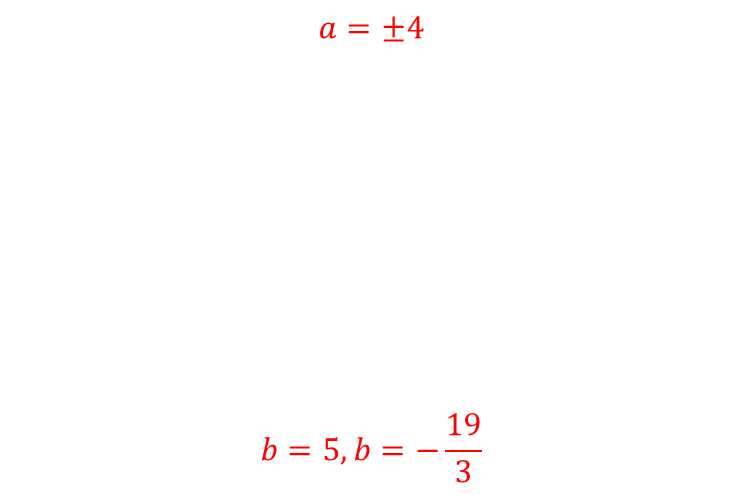 a = ±4
b = 5, b = −19/3